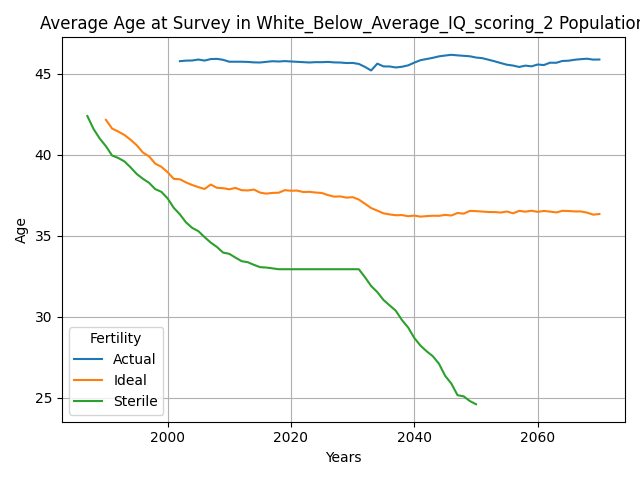 Average Age at Survey in White_Below_Average_IQ_scoring_2 Population
45
40
35
30
25
Age
Fertility
Actual
Ideal
Sterile
2000
2020
2040
2060
Years